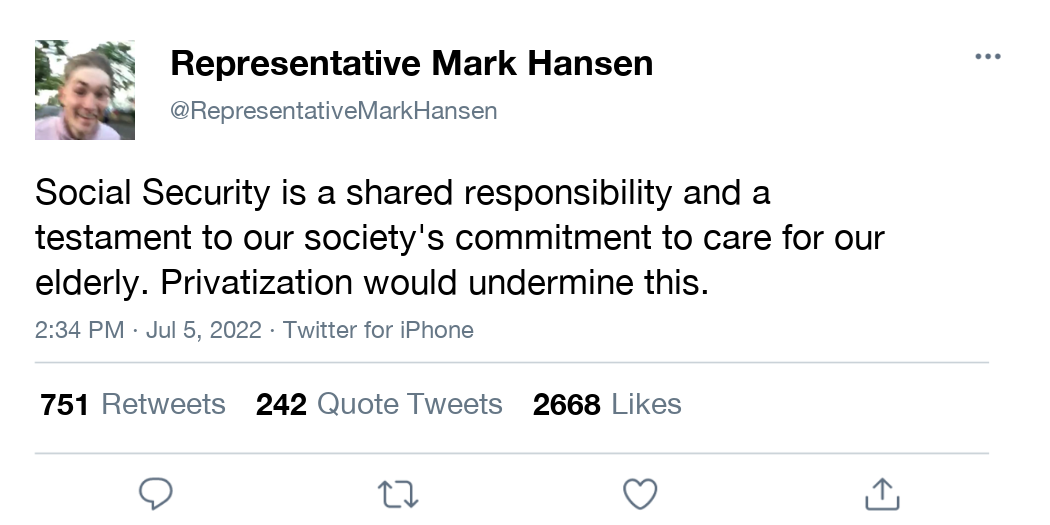 Representative Mark Hansen
@RepresentativeMarkHansen
Social Security is a shared responsibility and a
testament to our society's commitment to care for our
elderly. Privatization would undermine this.
2:34 PM · Jul 5, 2022 · Twitter for iPhone
751 Retweets 242 Quote Tweets 2668 Likes